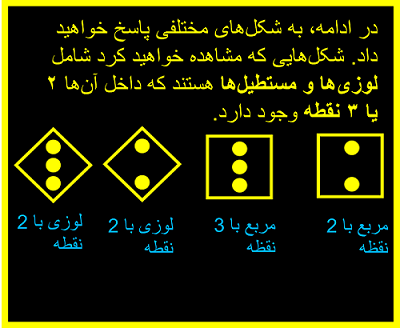 در ادامه، به شکل‌های مختلفی پاسخ خواهید
داد. شکل‌هایی که مشاهده خواهید کرد شامل
لوزی‌ها و مستطیل‌ها هستند که داخل آن‌ها ۲
یا ۳ نقطه وجود دارد.
مربع با 2
نقظه
مربع با 3
نقظه
لوزی با 2
نقطه
لوزی با 2
نقطه